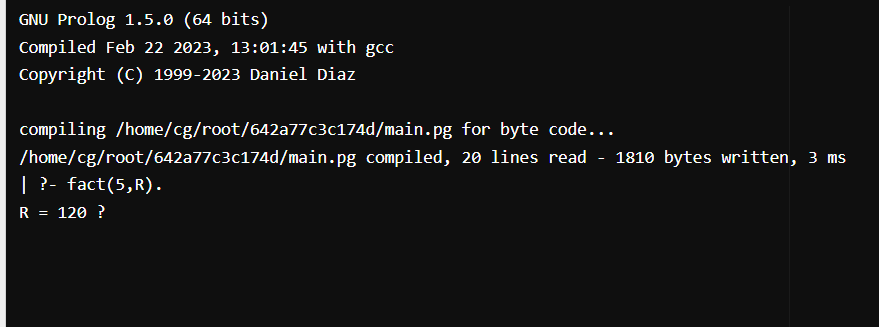 GNU Prolog 1.5.0 (64 bits)
Compiled Feb 22 2023, 13:01:45 with gcc
Copyright (C) 1999-2023 Daniel Diaz
compiling /home/cg/root/642a77c3c174d/main.pg for byte code...
/home/cg/root/642a77c3c174d/main.pg compiled, 20 lines read - 1810 bytes written, 3 ms
| ?- fact(5,R).
R = 120 ?